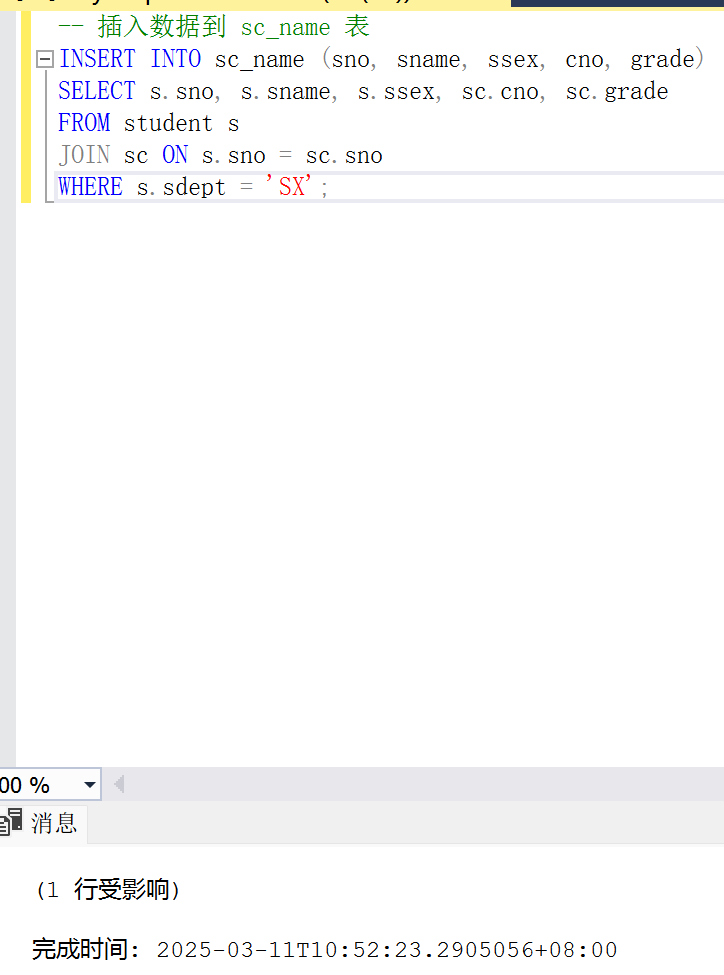 -- 插入数据到 sc_name 表
INSERT INTO sc_name (sno, sname, ssex, cno, grade)
SELECT s.sno, s.sname, s.ssex, sc.cno, sc.grade
FROM student s
JOIN sc ON s.sno = sc.sno
WHERE s.sdept = 'SX';
00 %
消息
(1 行受影响)
完成时间: 2025-03-11T10:52:23.2905056+08:00